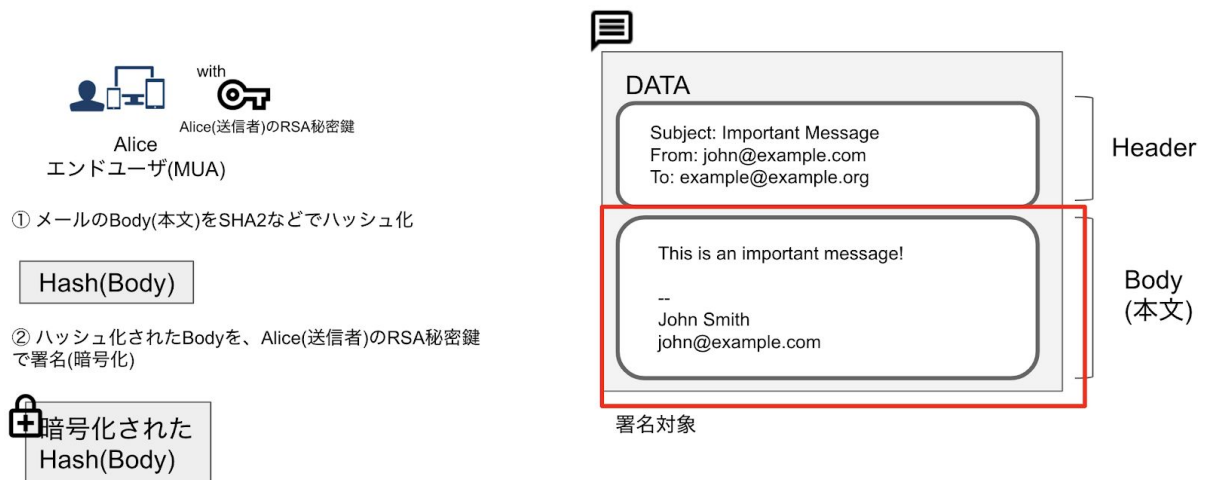 with
Alice(送信者)のRSA秘密鍵
Alice
エンドユーザ(MUA)
① メールのBody(本文)をSHA2などでハッシュ化
Hash(Body)
② ハッシュ化されたBodyを、Alice(送信者)のRSA秘密鍵
で署名(暗号化)
暗号化された
Hash(Body)
DATA
Subject: Important Message
From: john@example.com
To: example@example.org
Header
This is an important message!
--
John Smith
john@example.com
Body
(本文)
署名対象